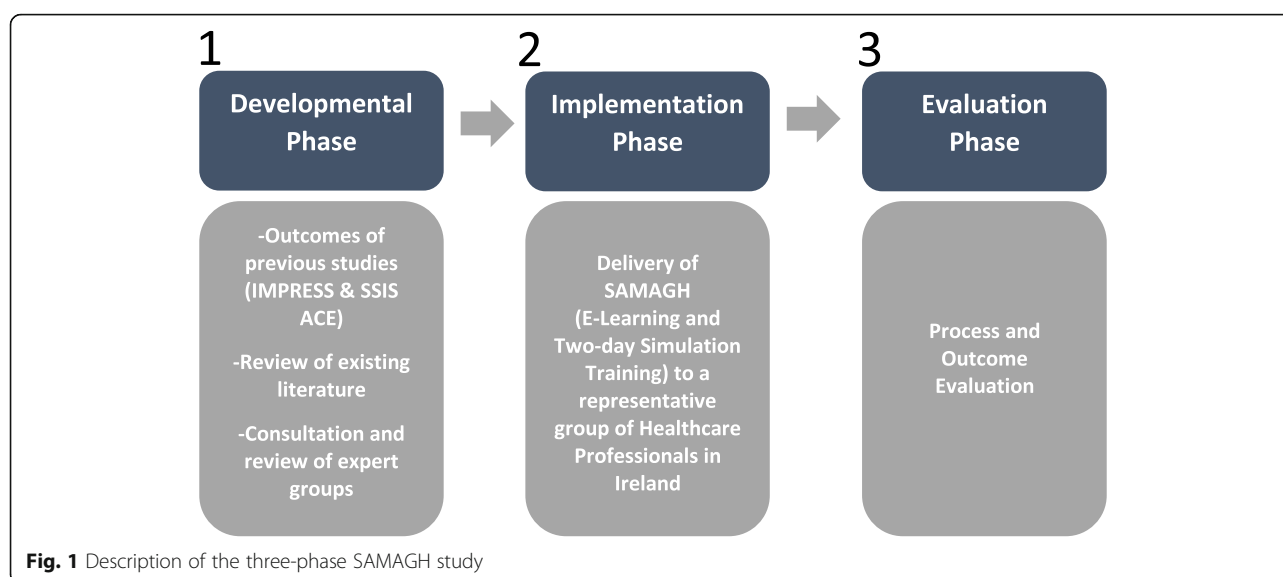 1
Developmental
Phase
2
Implementation
Phase
3
Evaluation
Phase
-Outcomes of
previous studies
(IMPRESS & SSIS
ACE)
-Review of existing
literature
-Consultation and
review of expert
groups
Delivery of
SAMAGH
(E-Learning and
Two-day Simulation
Training) to a
representative
group of Healthcare
Professionals in
Ireland
Process and
Outcome
Evaluation
Fig. 1 Description of the three-phase SAMAGH study